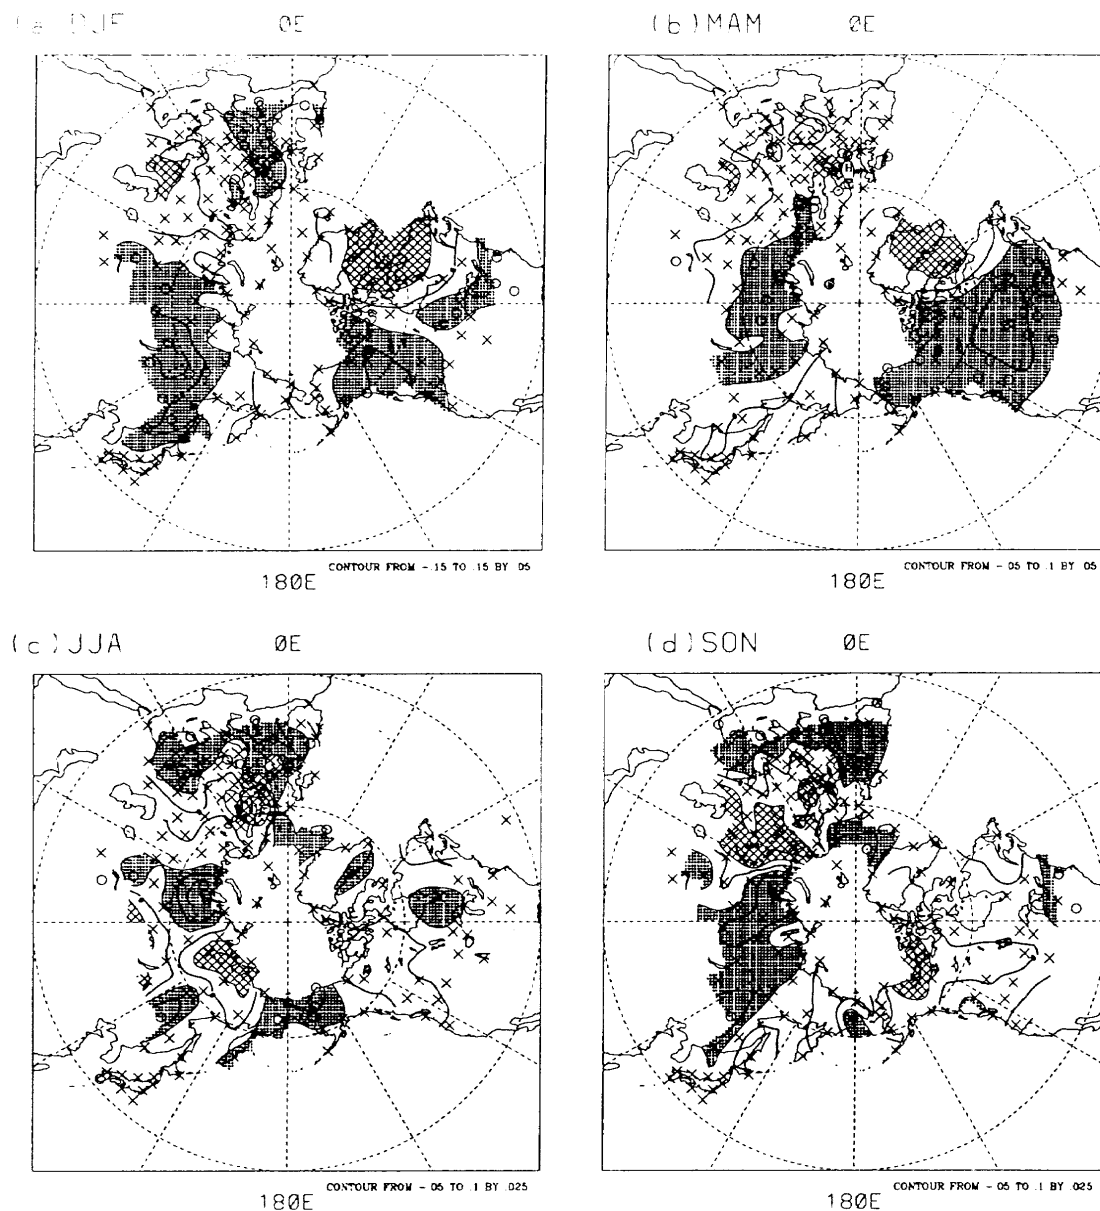 (a) DJF 0E
(b) MAM 0E
CONTOUR FROM -.15 TO .15 BY .05
180E
CONTOUR FROM -.05 TO .1 BY .05
180E
(c) JJA 0E
(d) SON 0E
CONTOUR FROM -.05 TO .1 BY .025
180E
CONTOUR FROM -.05 TO .1 BY .025
180E